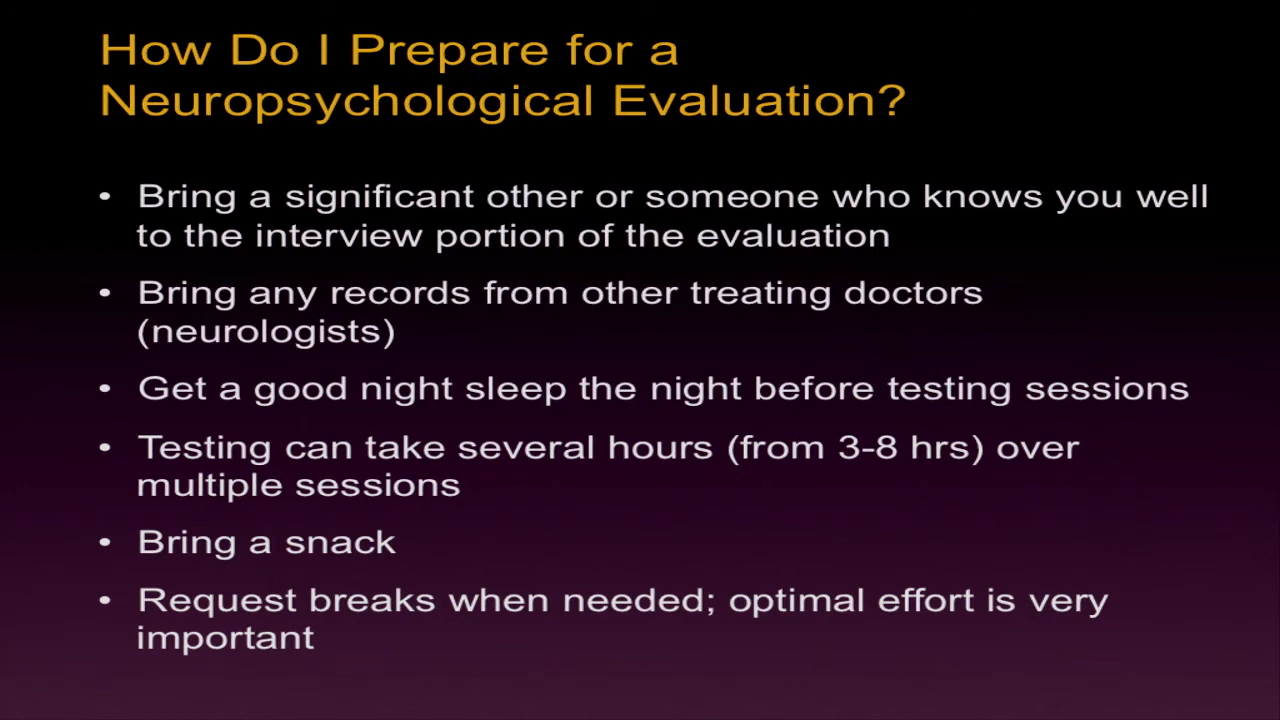 How Do I Prepare for a
Neuropsychological Evaluation?
• Bring a significant other or someone who knows you well
to the interview portion of the evaluation
• Bring any records from other treating doctors
(neurologists)
• Get a good night sleep the night before testing sessions
• Testing can take several hours (from 3-8 hrs) over
multiple sessions
• Bring a snack
• Request breaks when needed; optimal effort is very
important